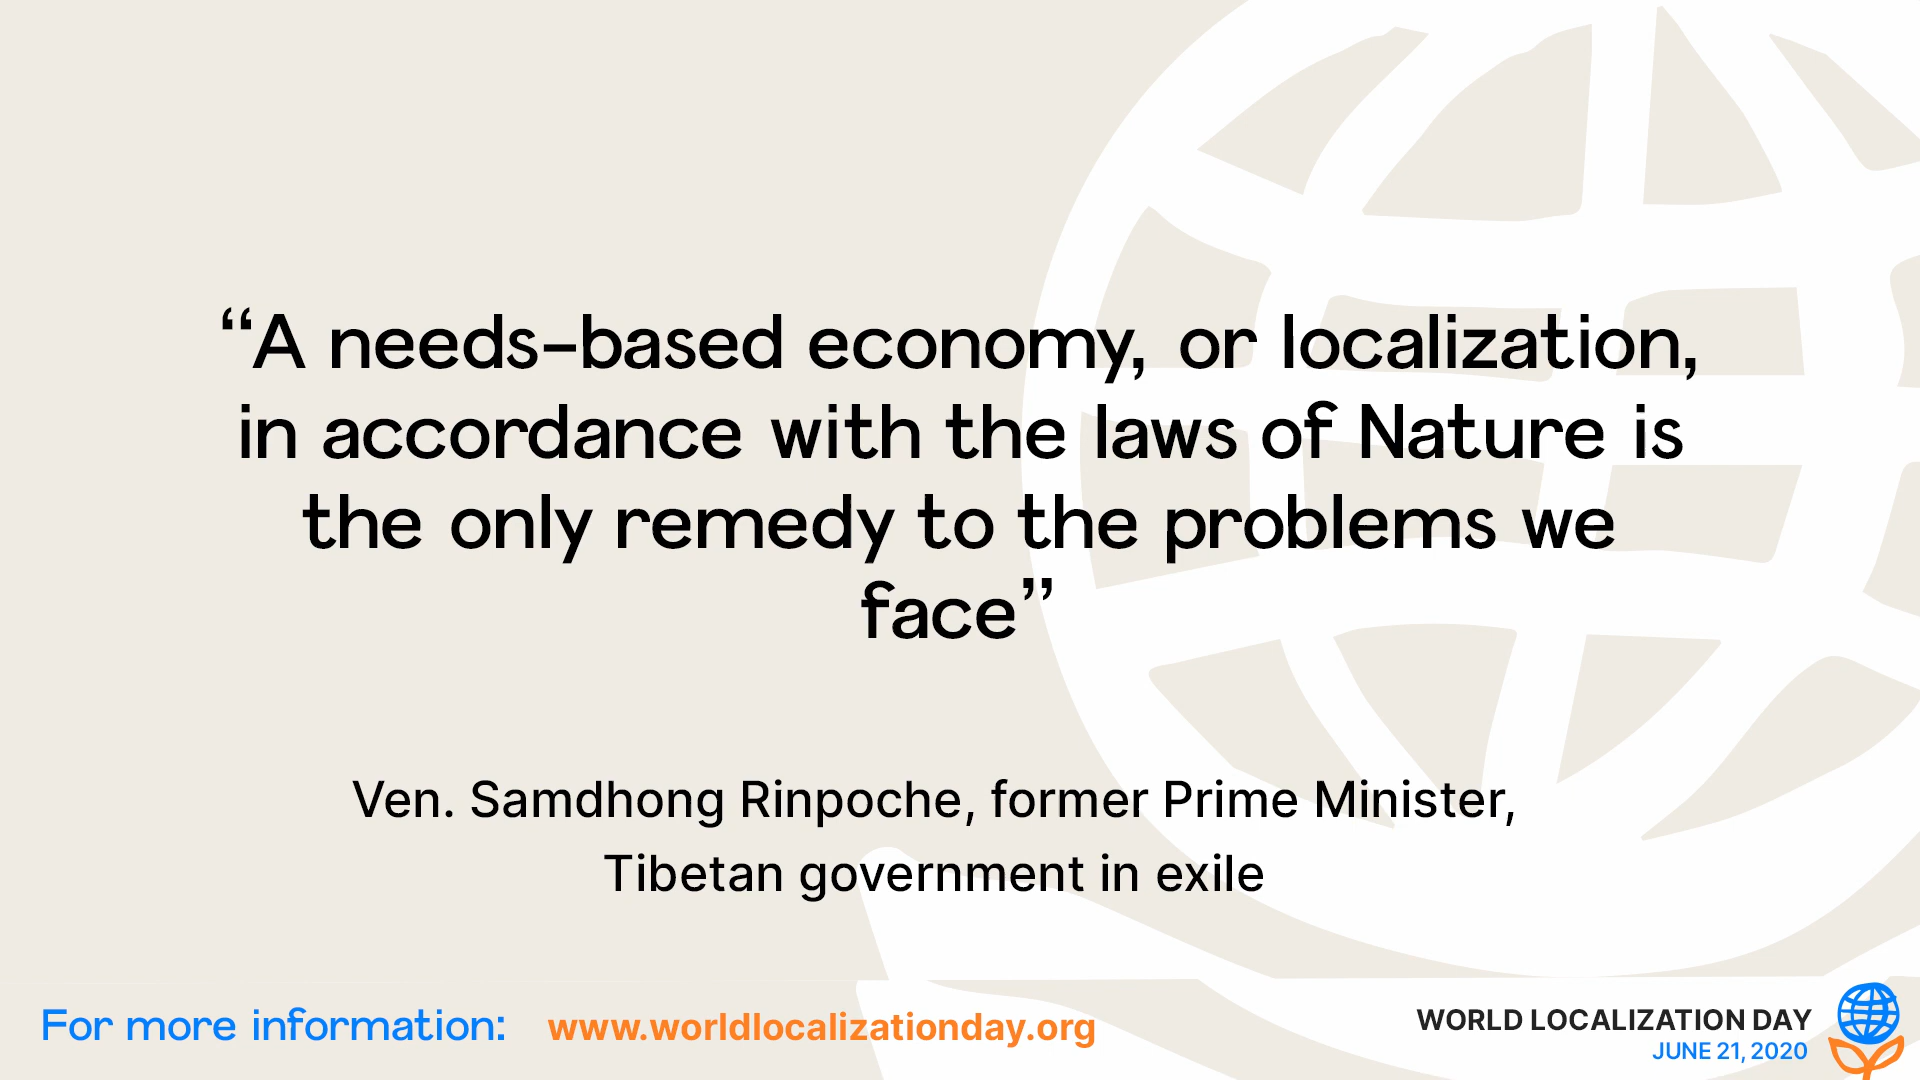 “A needs-based economy, or localization,
in accordance with the laws of Nature is
the only remedy to the problems we
face”
Ven. Samdhong Rinpoche, former Prime Minister,
Tibetan government in exile
For more information: www.worldlocalizationday.org
WORLD LOCALIZATION DAY
JUNE 21, 2020